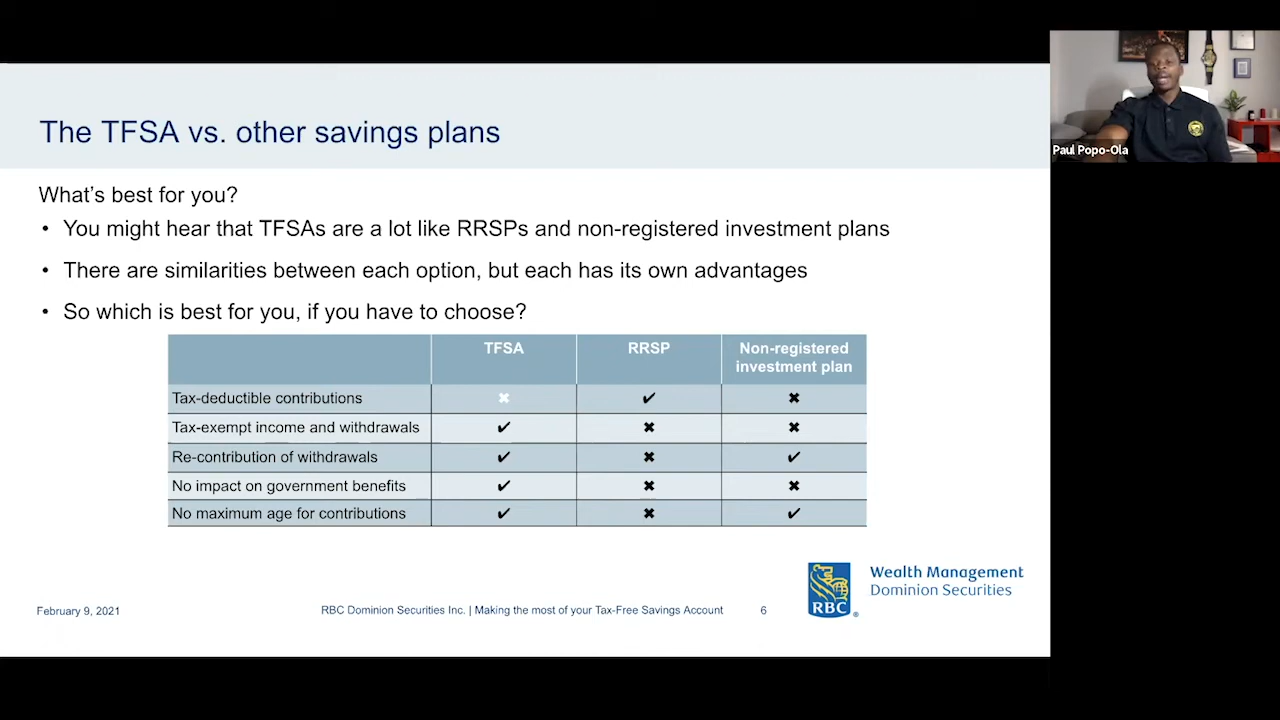 The TFSA vs. other savings plans
Paul Popo-Ola
What’s best for you?
• You might hear that TFSAs are a lot like RRSPs and non-registered investment plans
• There are similarities between each option, but each has its own advantages
• So which is best for you, if you have to choose?
TFSA RRSP Non-registered
investment plan
Tax-deductible contributions ✖ ✔ ✖
Tax-exempt income and withdrawals ✔ ✖ ✖
Re-contribution of withdrawals ✔ ✖ ✔
No impact on government benefits ✔ ✖ ✖
No maximum age for contributions ✔ ✖ ✔
Wealth Management
Dominion Securities
RBC ®
February 9, 2021
RBC Dominion Securities Inc. | Making the most of your Tax-Free Savings Account
6